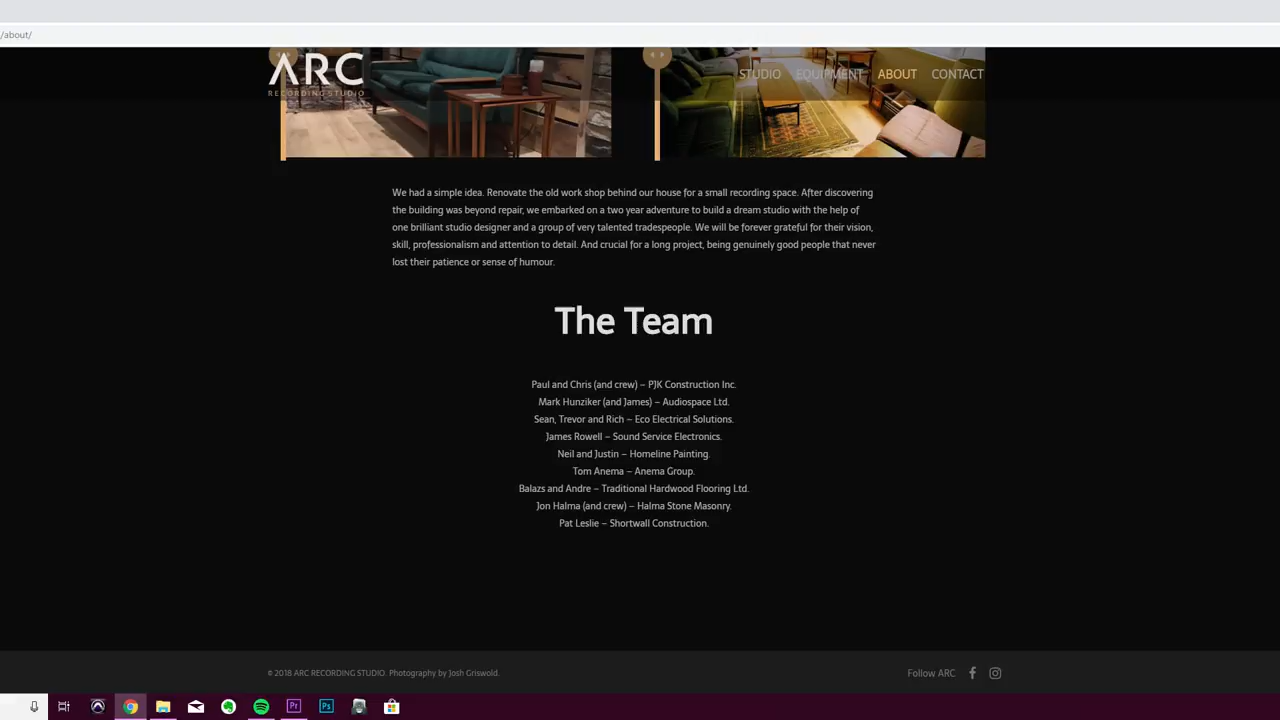 /about/
ARC
RECORDING STUDIO
STUDIO EQUIPMENT ABOUT CONTACT
We had a simple idea. Renovate the old work shop behind our house for a small recording space. After discovering
the building was beyond repair, we embarked on a two year adventure to build a dream studio with the help of
one brilliant studio designer and a group of very talented tradespeople. We will be forever grateful for their vision,
skill, professionalism and attention to detail. And crucial for a long project, being genuinely good people that never
lost their patience or sense of humour.
The Team
Paul and Chris (and crew) – PJK Construction Inc.
Mark Hunziker (and James) – Audiospace Ltd.
Sean, Trevor and Rich – Eco Electrical Solutions.
James Rowell – Sound Service Electronics.
Neil and Justin – Homeline Painting.
Tom Anema – Anema Group.
Balazs and Andre – Traditional Hardwood Flooring Ltd.
Jon Halma (and crew) – Halma Stone Masonry.
Pat Leslie – Shortwall Construction.
© 2018 ARC RECORDING STUDIO. Photography by Josh Griswold.
Follow ARC
Pr
Ps